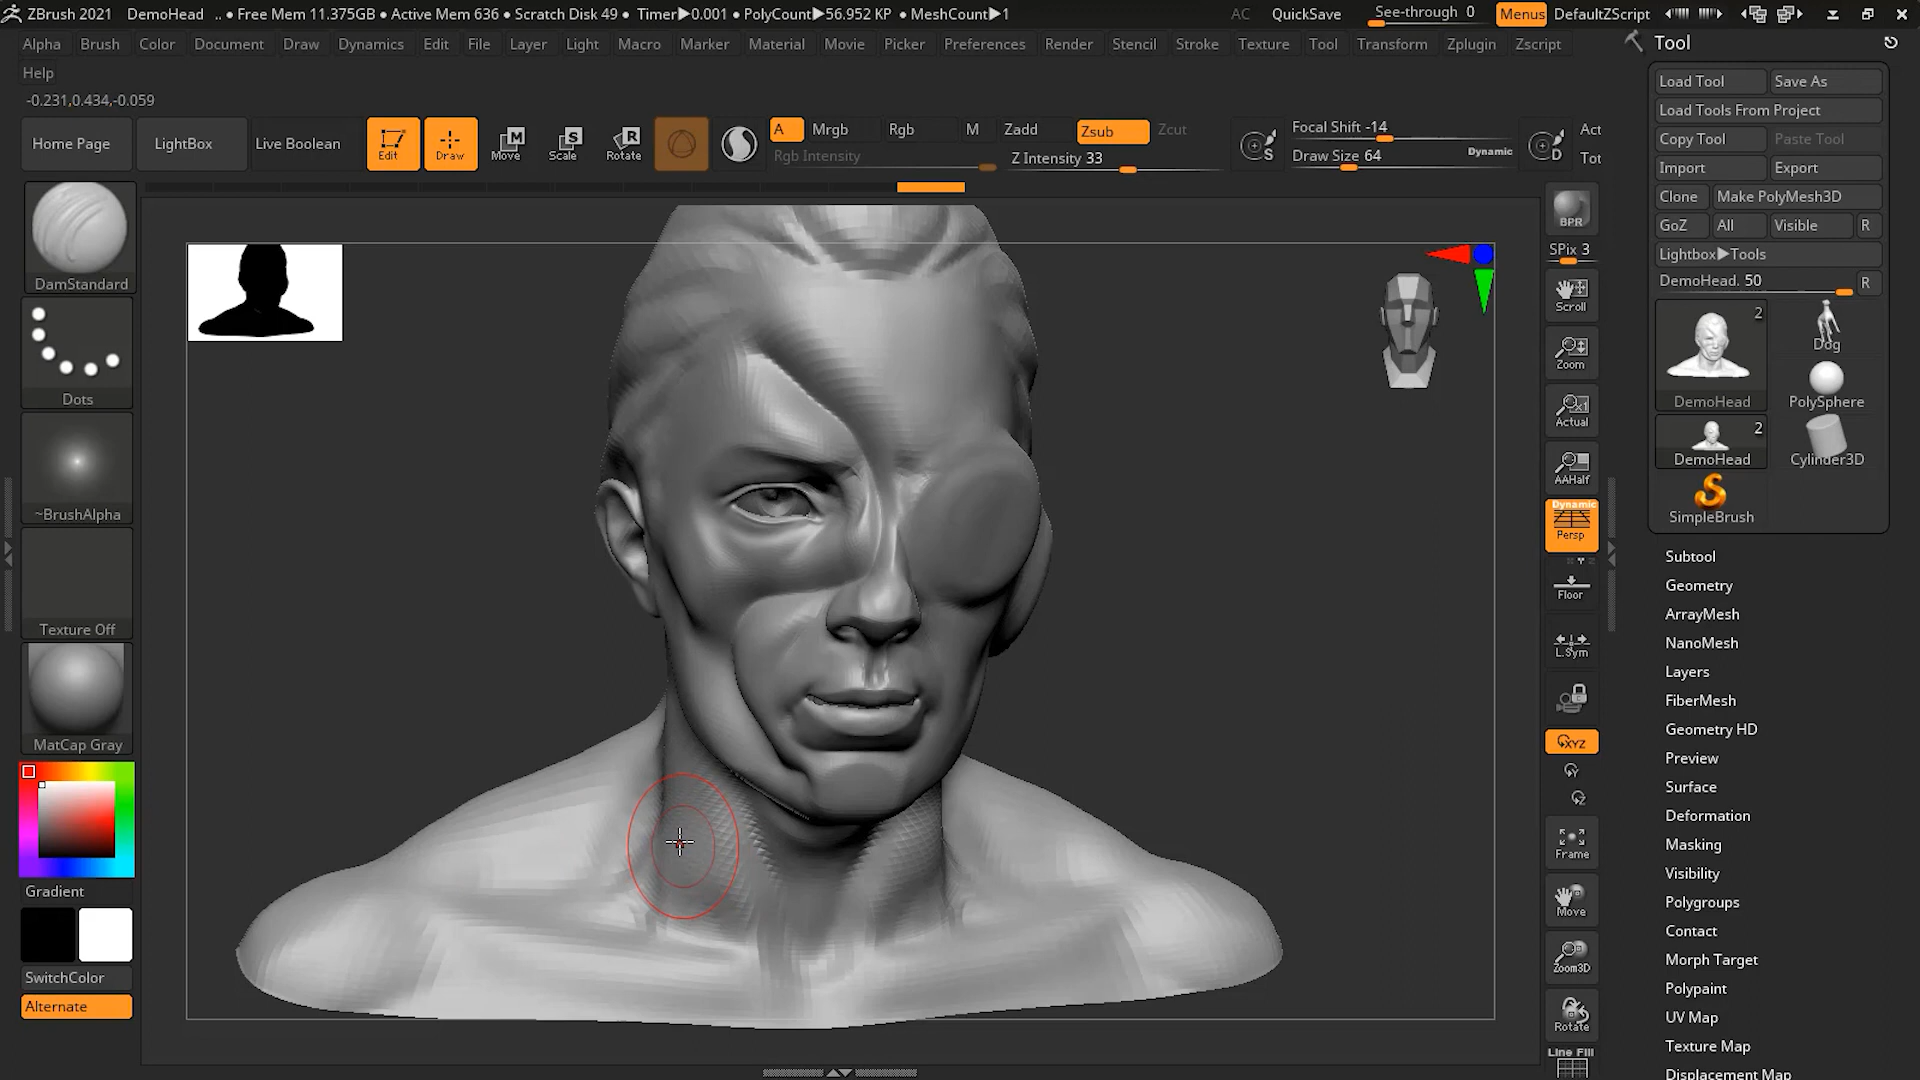 ZBrush 2021 DemoHead .. • Free Mem 11.375GB • Active Mem 636 • Scratch Disk 49 • Timer▶0.001 • PolyCount▶56.952 KP • MeshCount▶1 AC QuickSave See-through 0 Menus DefaultZScript
Alpha Brush Color Document Draw Dynamics Edit File Layer Light Macro Marker Material Movie Picker Preferences Render Stencil Stroke Texture Tool Transform Zplugin Zscript
Help
-0.231,0.434,-0.059
Home Page LightBox Live Boolean Edit Draw Move Scale Rotate
M S R
A Mrgb Rgb M Zadd Zsub Zcut
Rgb Intensity Z Intensity 33
S Focal Shift -14
Draw Size 64 Dynamic
D Act
Tot
DamStandard
Dots
~BrushAlpha
Texture Off
MatCap Gray
Gradient
SwitchColor
Alternate
BPR
SPix 3
Scroll
Zoom
Actual
AAHalf
Dynamic
Persp
Floor
L.Sym
XYZ
Y
Z
Frame
Move
Zoom3D
Rotate
Line Fill
Tool
Load Tool Save As
Load Tools From Project
Copy Tool Paste Tool
Import Export
Clone Make PolyMesh3D
GoZ All Visible R
Lightbox▶Tools
DemoHead. 50 R
2
DemoHead
Dog
PolySphere
2
DemoHead
Cylinder3D
SimpleBrush
Subtool
Geometry
ArrayMesh
NanoMesh
Layers
FiberMesh
Geometry HD
Preview
Surface
Deformation
Masking
Visibility
Polygroups
Contact
Morph Target
Polypaint
UV Map
Texture Map
Displacement Map